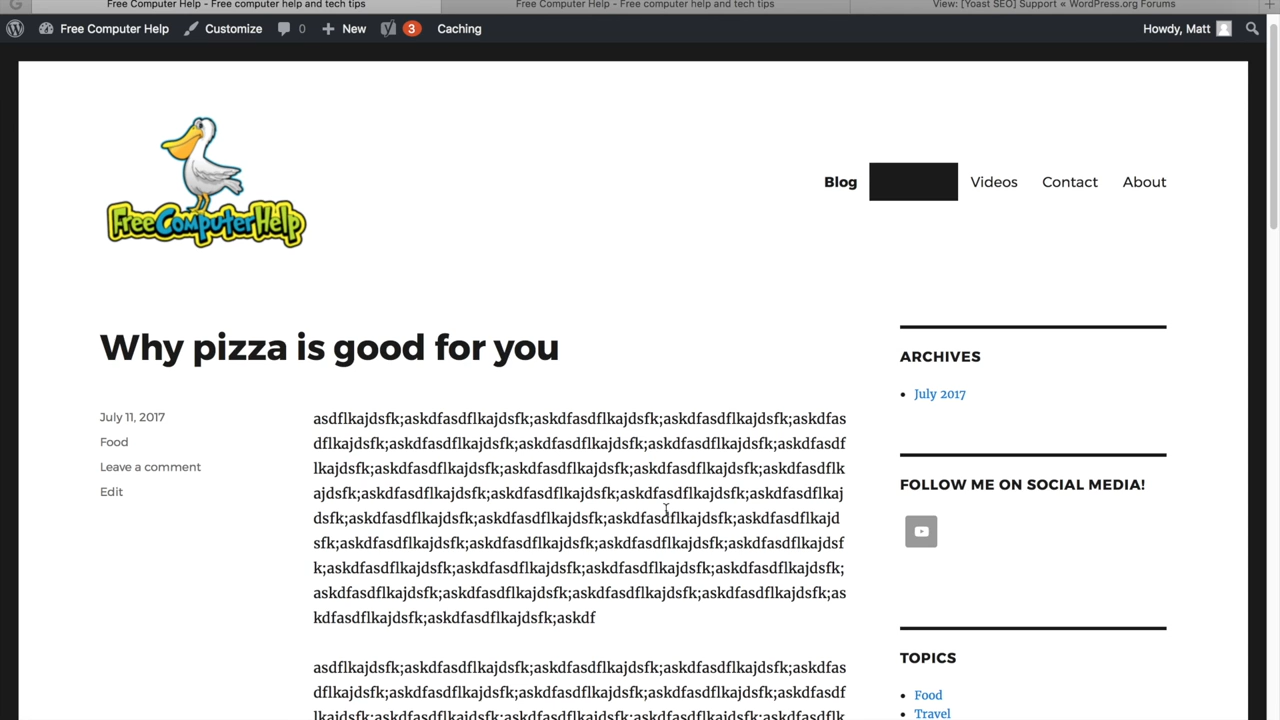 Free Computer Help - Free computer help and tech tips
Free Computer Help - Free computer help and tech tips
View: [Yoast SEO] Support « WordPress.org Forums
Free Computer Help Customize 0 New 3 Caching Howdy, Matt
FreeComputerHelp
Blog Videos Contact About
Why pizza is good for you
July 11, 2017
Food
Leave a comment
Edit
asdflkajdsfk;askdfasdflkajdsfk;askdfasdflkajdsfk;askdfasdflkajdsfk;askdfas
dflkajdsfk;askdfasdflkajdsfk;askdfasdflkajdsfk;askdfasdflkajdsfk;askdfasdf
lkajdsfk;askdfasdflkajdsfk;askdfasdflkajdsfk;askdfasdflkajdsfk;askdfasdflk
ajdsfk;askdfasdflkajdsfk;askdfasdflkajdsfk;askdfasdflkajdsfk;askdfasdflkaj
dsfk;askdfasdflkajdsfk;askdfasdflkajdsfk;askdfasdflkajdsfk;askdfasdflkajd
sfk;askdfasdflkajdsfk;askdfasdflkajdsfk;askdfasdflkajdsfk;askdfasdflkajdsf
k;askdfasdflkajdsfk;askdfasdflkajdsfk;askdfasdflkajdsfk;askdfasdflkajdsfk;
askdfasdflkajdsfk;askdfasdflkajdsfk;askdfasdflkajdsfk;askdfasdflkajdsfk;as
kdfasdflkajdsfk;askdfasdflkajdsfk;askdf
asdflkajdsfk;askdfasdflkajdsfk;askdfasdflkajdsfk;askdfasdflkajdsfk;askdfas
dflkajdsfk;askdfasdflkajdsfk;askdfasdflkajdsfk;askdfasdflkajdsfk;askdfasdf
lkajdsfk;askdfasdflkajdsfk;askdfasdflkajdsfk;askdfasdflkajdsfk;askdfasdflk
ARCHIVES
July 2017
FOLLOW ME ON SOCIAL MEDIA!
TOPICS
Food
Travel